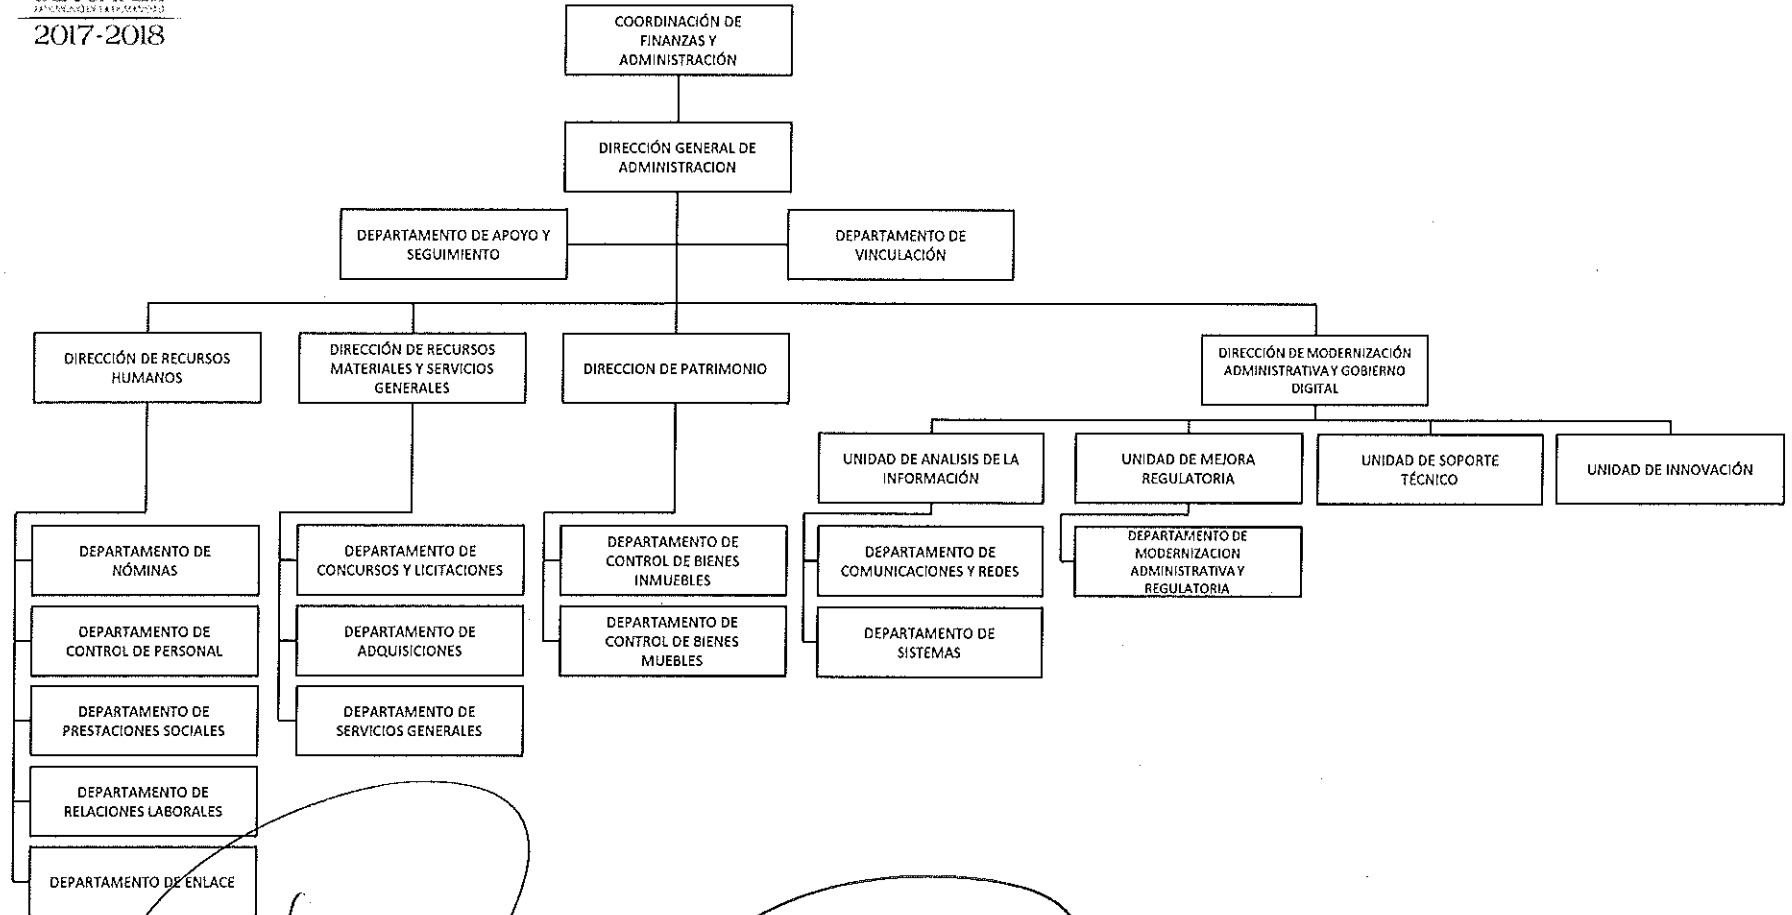 2017-2018
COORDINACIÓN DE
FINANZAS Y
ADMINISTRACIÓN
DIRECCIÓN GENERAL DE
ADMINISTRACION
DEPARTAMENTO DE APOYO Y
SEGUIMIENTO
DEPARTAMENTO DE
VINCULACIÓN
DIRECCIÓN DE RECURSOS
HUMANOS
DIRECCIÓN DE RECURSOS
MATERIALES Y SERVICIOS
GENERALES
DIRECCION DE PATRIMONIO
DIRECCIÓN DE MODERNIZACIÓN
ADMINISTRATIVA Y GOBIERNO
DIGITAL
UNIDAD DE ANALISIS DE LA
INFORMACIÓN
UNIDAD DE MEJORA
REGULATORIA
UNIDAD DE SOPORTE
TÉCNICO
UNIDAD DE INNOVACIÓN
DEPARTAMENTO DE
NÓMINAS
DEPARTAMENTO DE
CONCURSOS Y LICITACIONES
DEPARTAMENTO DE
CONTROL DE BIENES
INMUEBLES
DEPARTAMENTO DE
COMUNICACIONES Y REDES
DEPARTAMENTO DE
MODERNIZACION
ADMINISTRATIVA Y
REGULATORIA
DEPARTAMENTO DE
CONTROL DE PERSONAL
DEPARTAMENTO DE
ADQUISICIONES
DEPARTAMENTO DE
CONTROL DE BIENES
MUEBLES
DEPARTAMENTO DE
SISTEMAS
DEPARTAMENTO DE
PRESTACIONES SOCIALES
DEPARTAMENTO DE
SERVICIOS GENERALES
DEPARTAMENTO DE
RELACIONES LABORALES
DEPARTAMENTO DE ENLACE